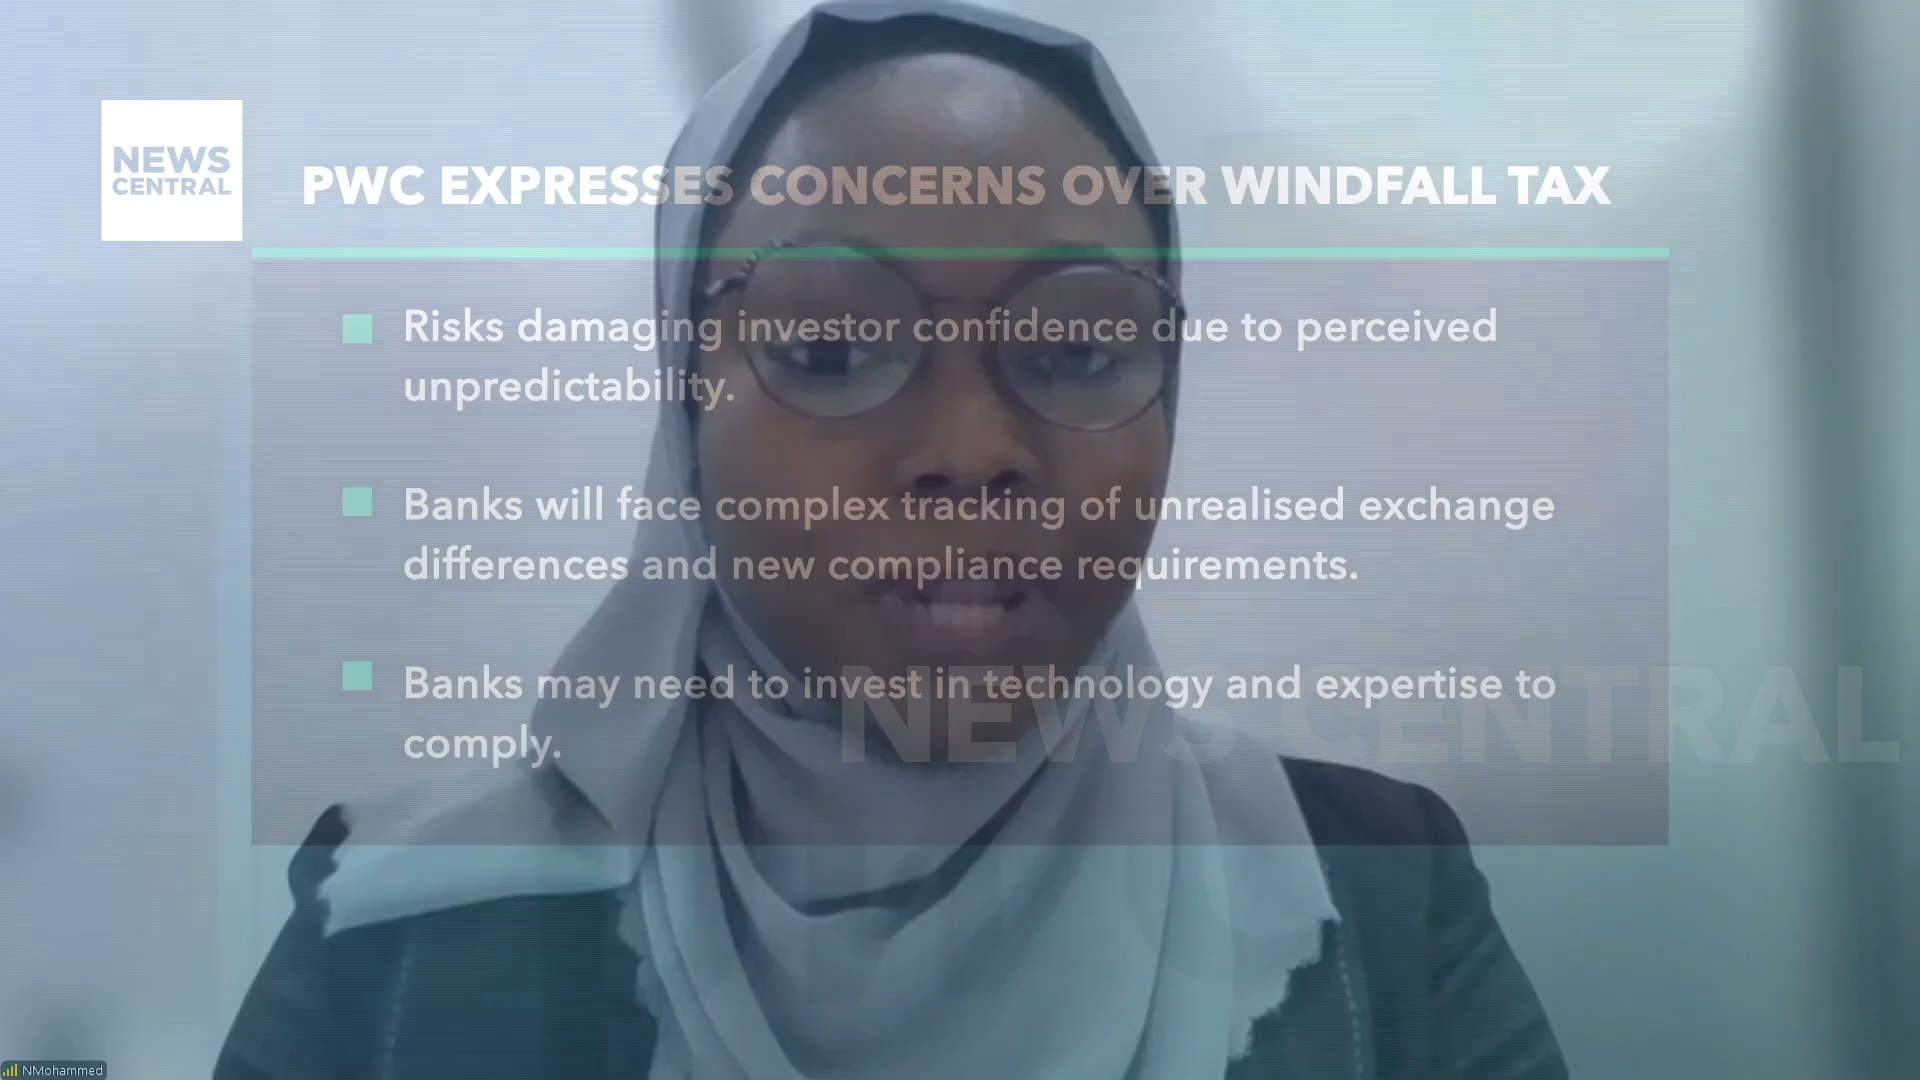 NEWS
CENTRAL
PWC EXPRESSES CONCERNS OVER WINDFALL TAX
Risks damaging investor confidence due to perceived
unpredictability.
Banks will face complex tracking of unrealised exchange
differences and new compliance requirements.
Banks may need to invest in technology and expertise to
comply.
NEWS CENTRAL
NMohammed